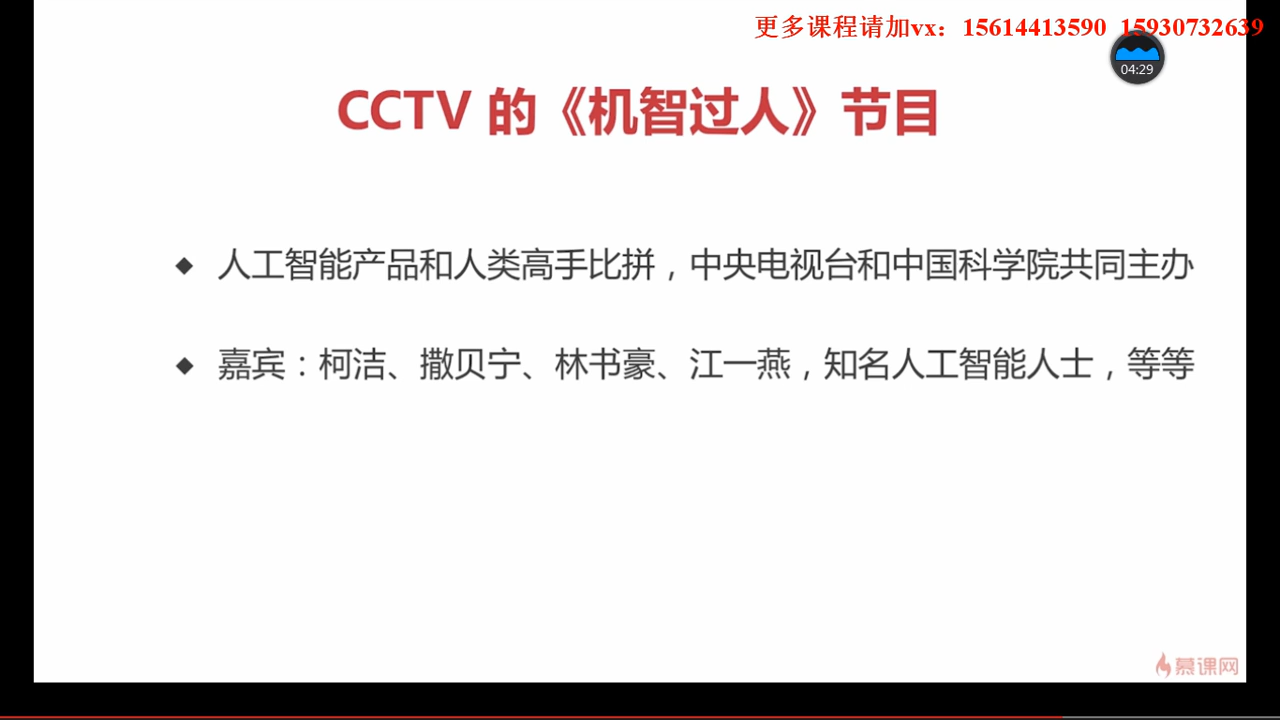 更多课程请加vx：15614413590 15930732639
04:29
CCTV 的《机智过人》节目
◆ 人工智能产品和人类高手比拼，中央电视台和中国科学院共同主办
◆ 嘉宾：柯洁、撒贝宁、林书豪、江一燕，知名人工智能人士，等等
慕课网